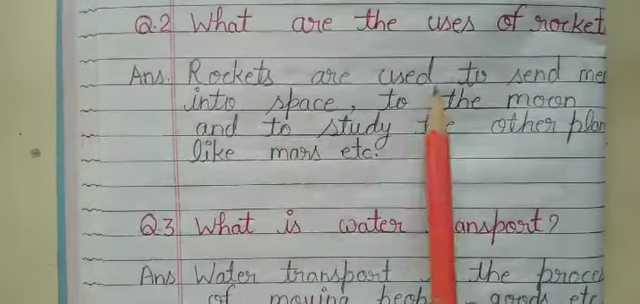 Q.2 What are the uses of rocket
Ans. Rockets are used to send me
into space, to the moon
and to study the other plan
like mars etc.
Q.3 What is water ansport?
Ans Water transport the proce
of moving goods etc